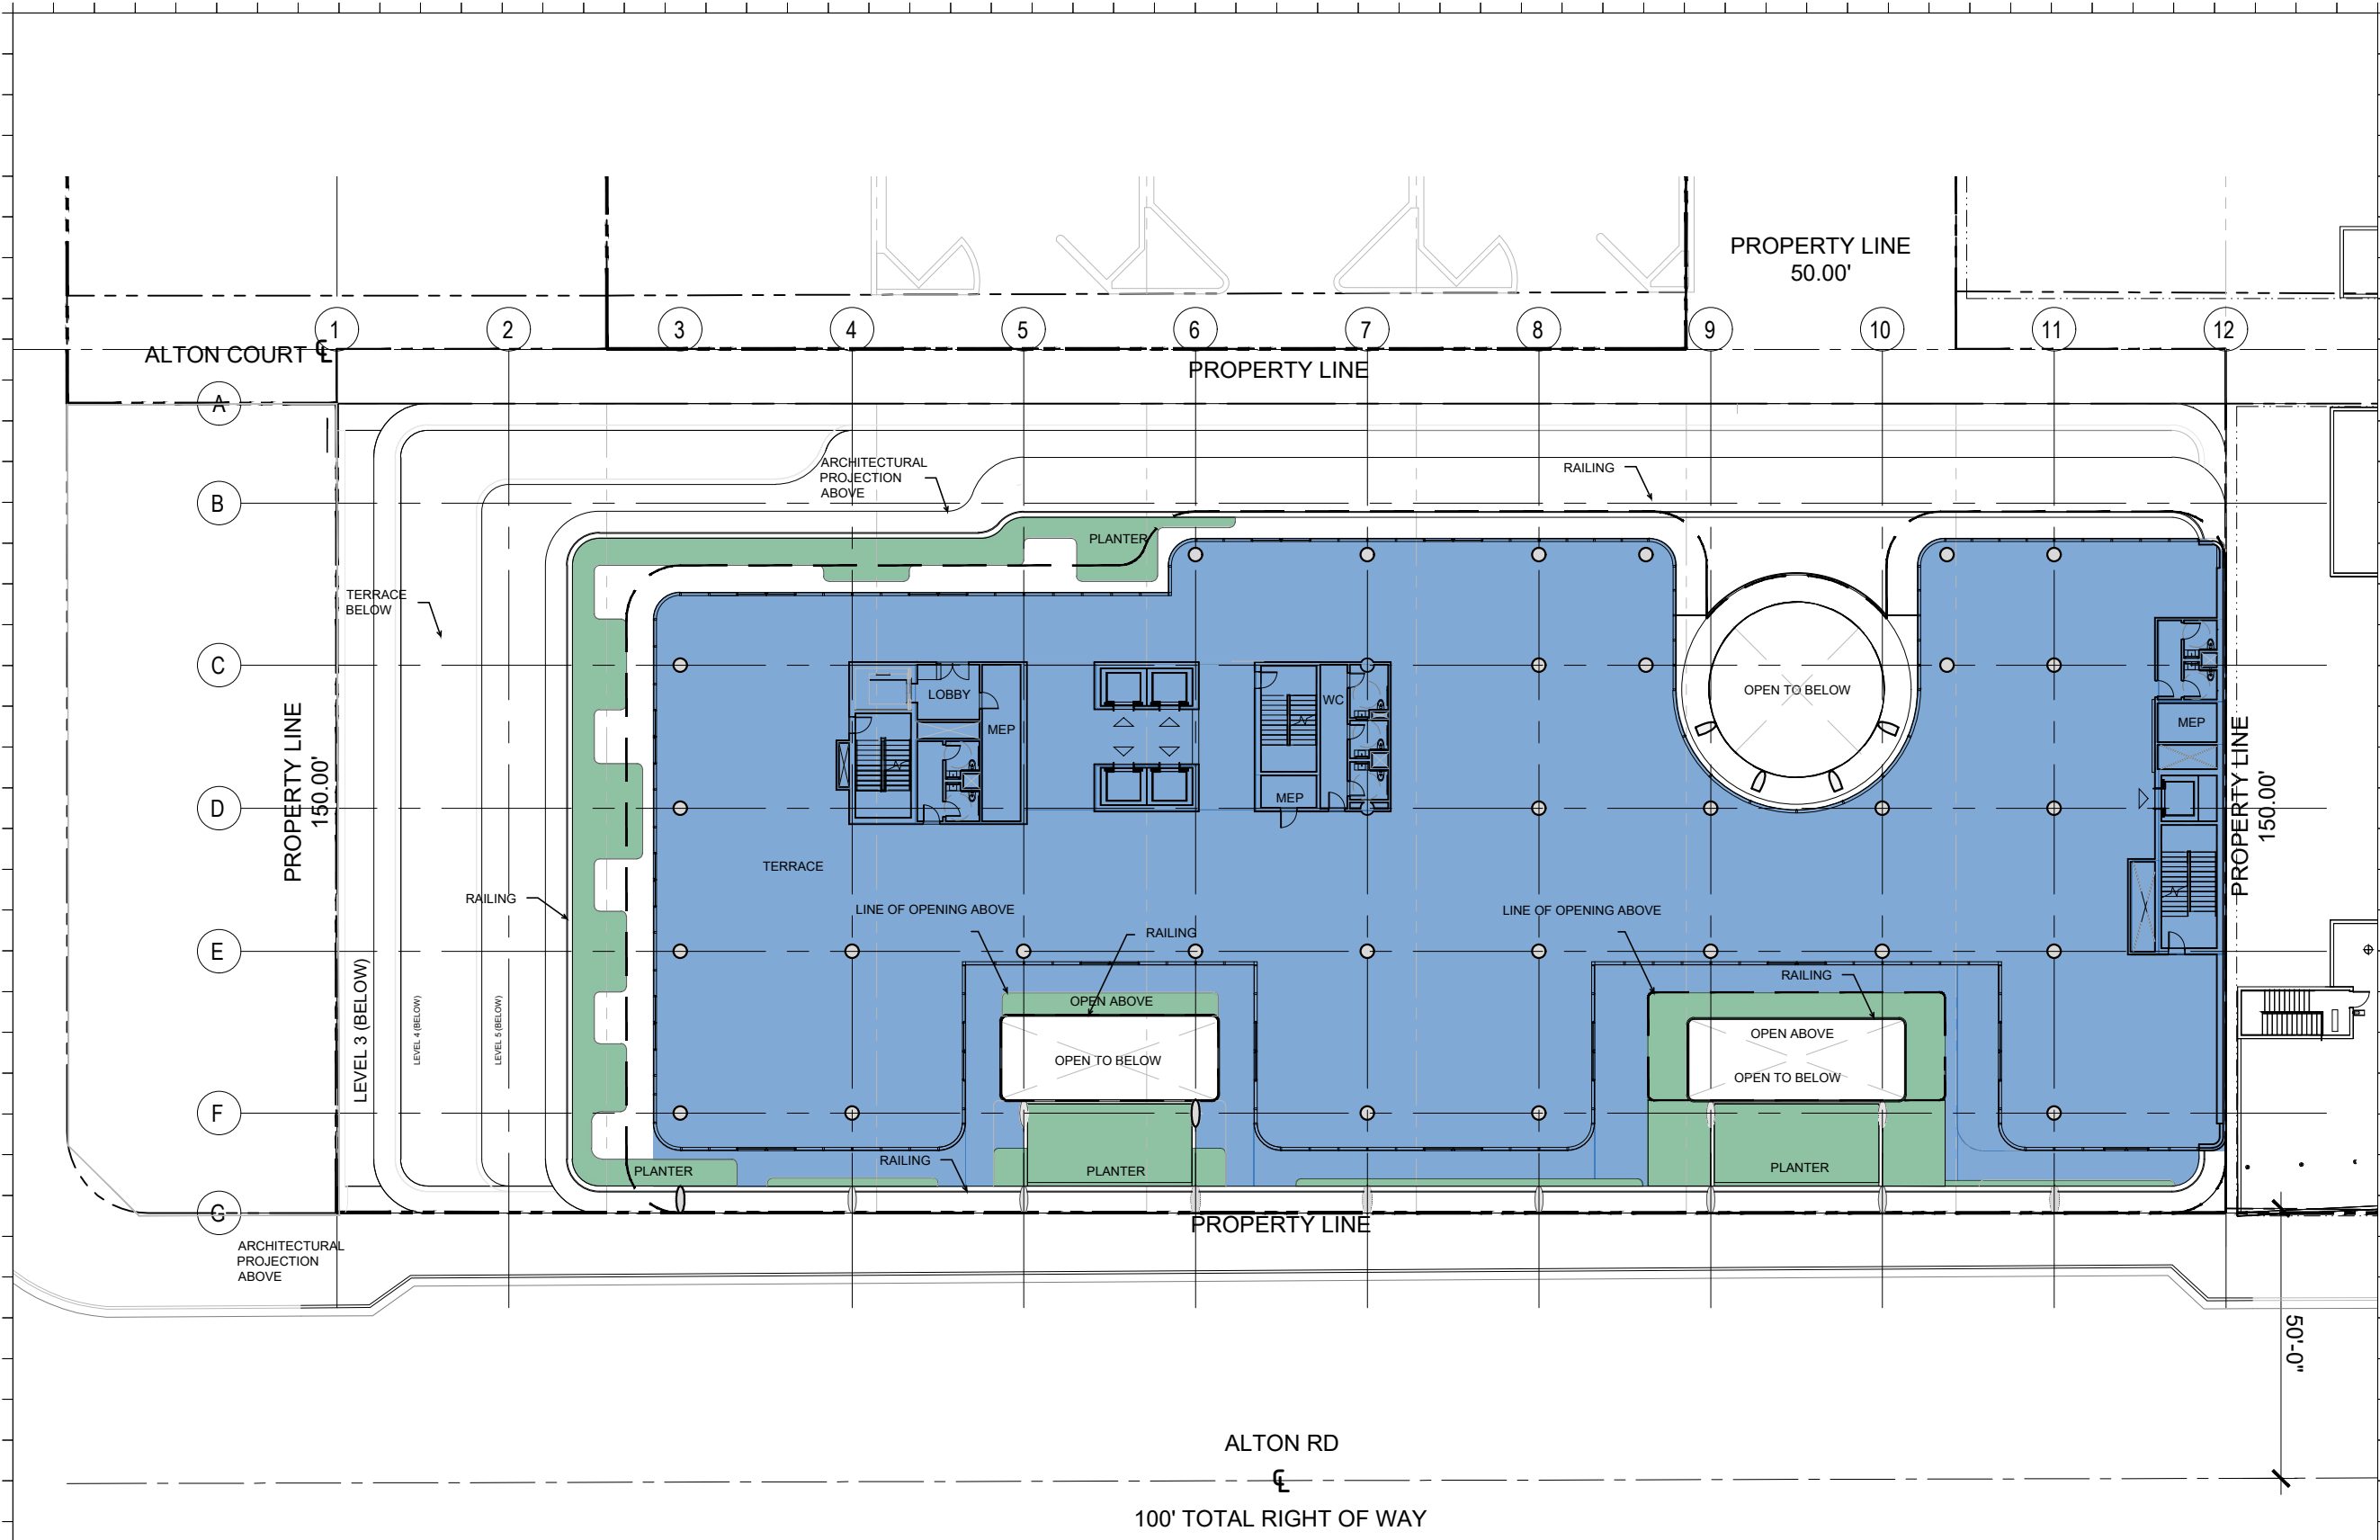 PROPERTY LINE
50.00'
1
2
3
4
5
6
7
8
9
10
11
12
ALTON COURT ℄
PROPERTY LINE
A
ARCHITECTURAL
PROJECTION
ABOVE
RAILING
B
PLANTER
TERRACE
BELOW
C
LOBBY
MEP
WC
OPEN TO BELOW
MEP
PROPERTY LINE
150.00'
PROPERTY LINE
150.00'
D
MEP
TERRACE
RAILING
LINE OF OPENING ABOVE
LINE OF OPENING ABOVE
RAILING
E
RAILING
OPEN ABOVE
LEVEL 3 (BELOW)
LEVEL 4 (BELOW)
LEVEL 5 (BELOW)
OPEN ABOVE
OPEN TO BELOW
OPEN TO BELOW
F
RAILING
PLANTER
PLANTER
PLANTER
G
PROPERTY LINE
ARCHITECTURAL
PROJECTION
ABOVE
50'-0"
ALTON RD
℄
100' TOTAL RIGHT OF WAY